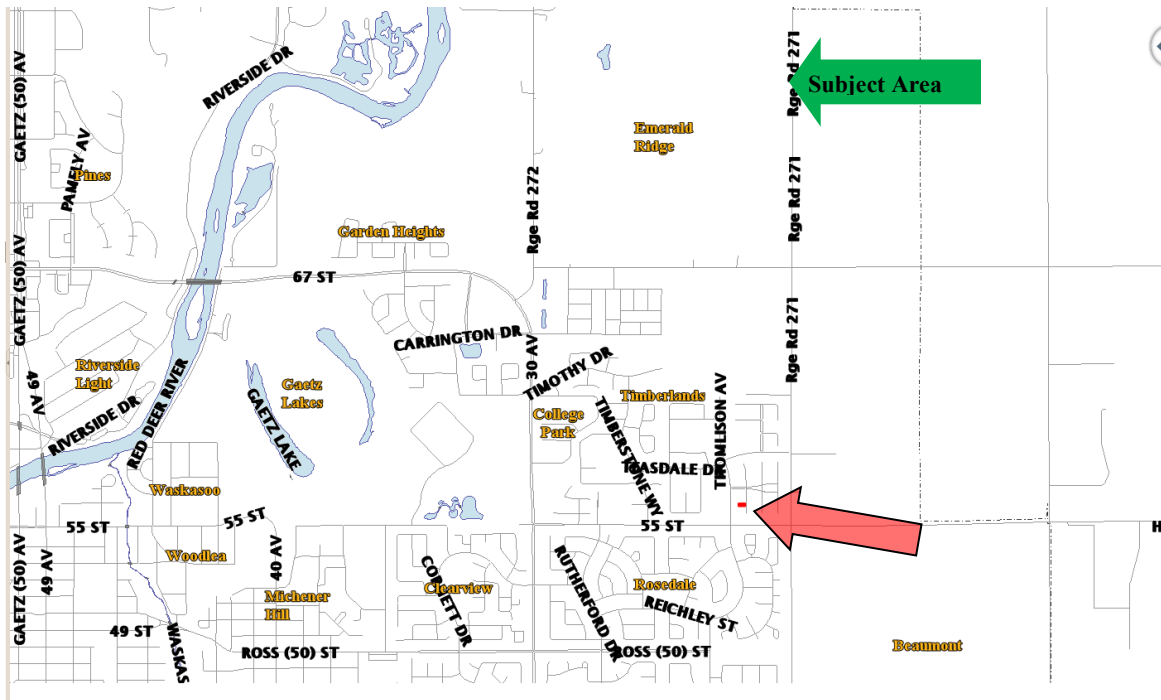 RIVERSIDE DR
GAETZ (50) AV
Rge Rd 271
Subject Area
Emerald
Ridge
PAMELY AV
Pines
Rge Rd 272
Rge Rd 271
Garden Heights
GAETZ (50) AV
67 ST
CARRINGTON DR
30 AV
Rge Rd 271
TIMOTHY DR
Riverside
Light
49 AV
Gaetz
Lakes
GAETZ LAKE
RED DEER RIVER
RIVERSIDE DR
College
Park
Timberlands
TIMBERSTONE WY
THOMLISON AV
TEASDALE DR
Waskasoo
55 ST
55 ST
55 ST
H
GAETZ (50) AV
49 AV
Woodlea
40 AV
Michener
Hill
CORNETT DR
Clearview
RUTHERFORD DR
Rosedale
REICHLEY ST
49 ST
WASKAS
ROSS (50) ST
ROSS (50) ST
Beaumont